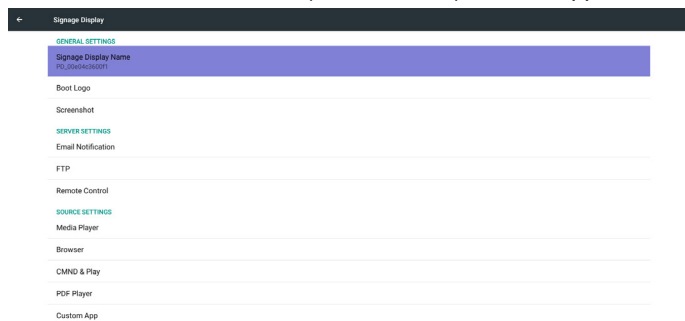 Signage Display
GENERAL SETTINGS
Signage Display Name
PD_00e04c3600f1
Boot Logo
Screenshot
SERVER SETTINGS
Email Notification
FTP
Remote Control
SOURCE SETTINGS
Media Player
Browser
CMND & Play
PDF Player
Custom App